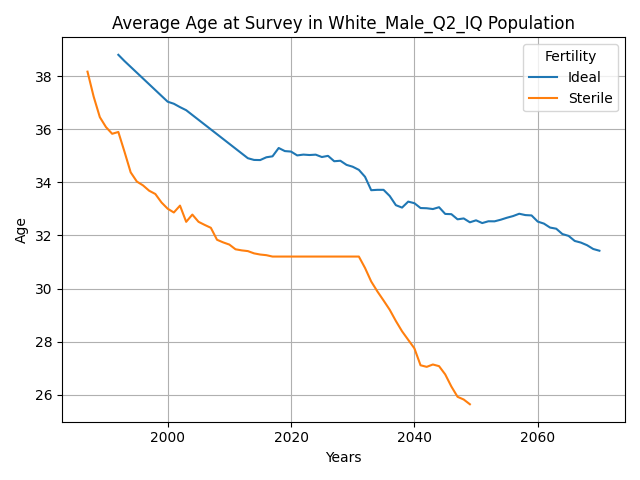 Average Age at Survey in White_Male_Q2_IQ Population
Fertility
Ideal
Sterile
Age
38
36
34
32
30
28
26
2000
2020
2040
2060
Years